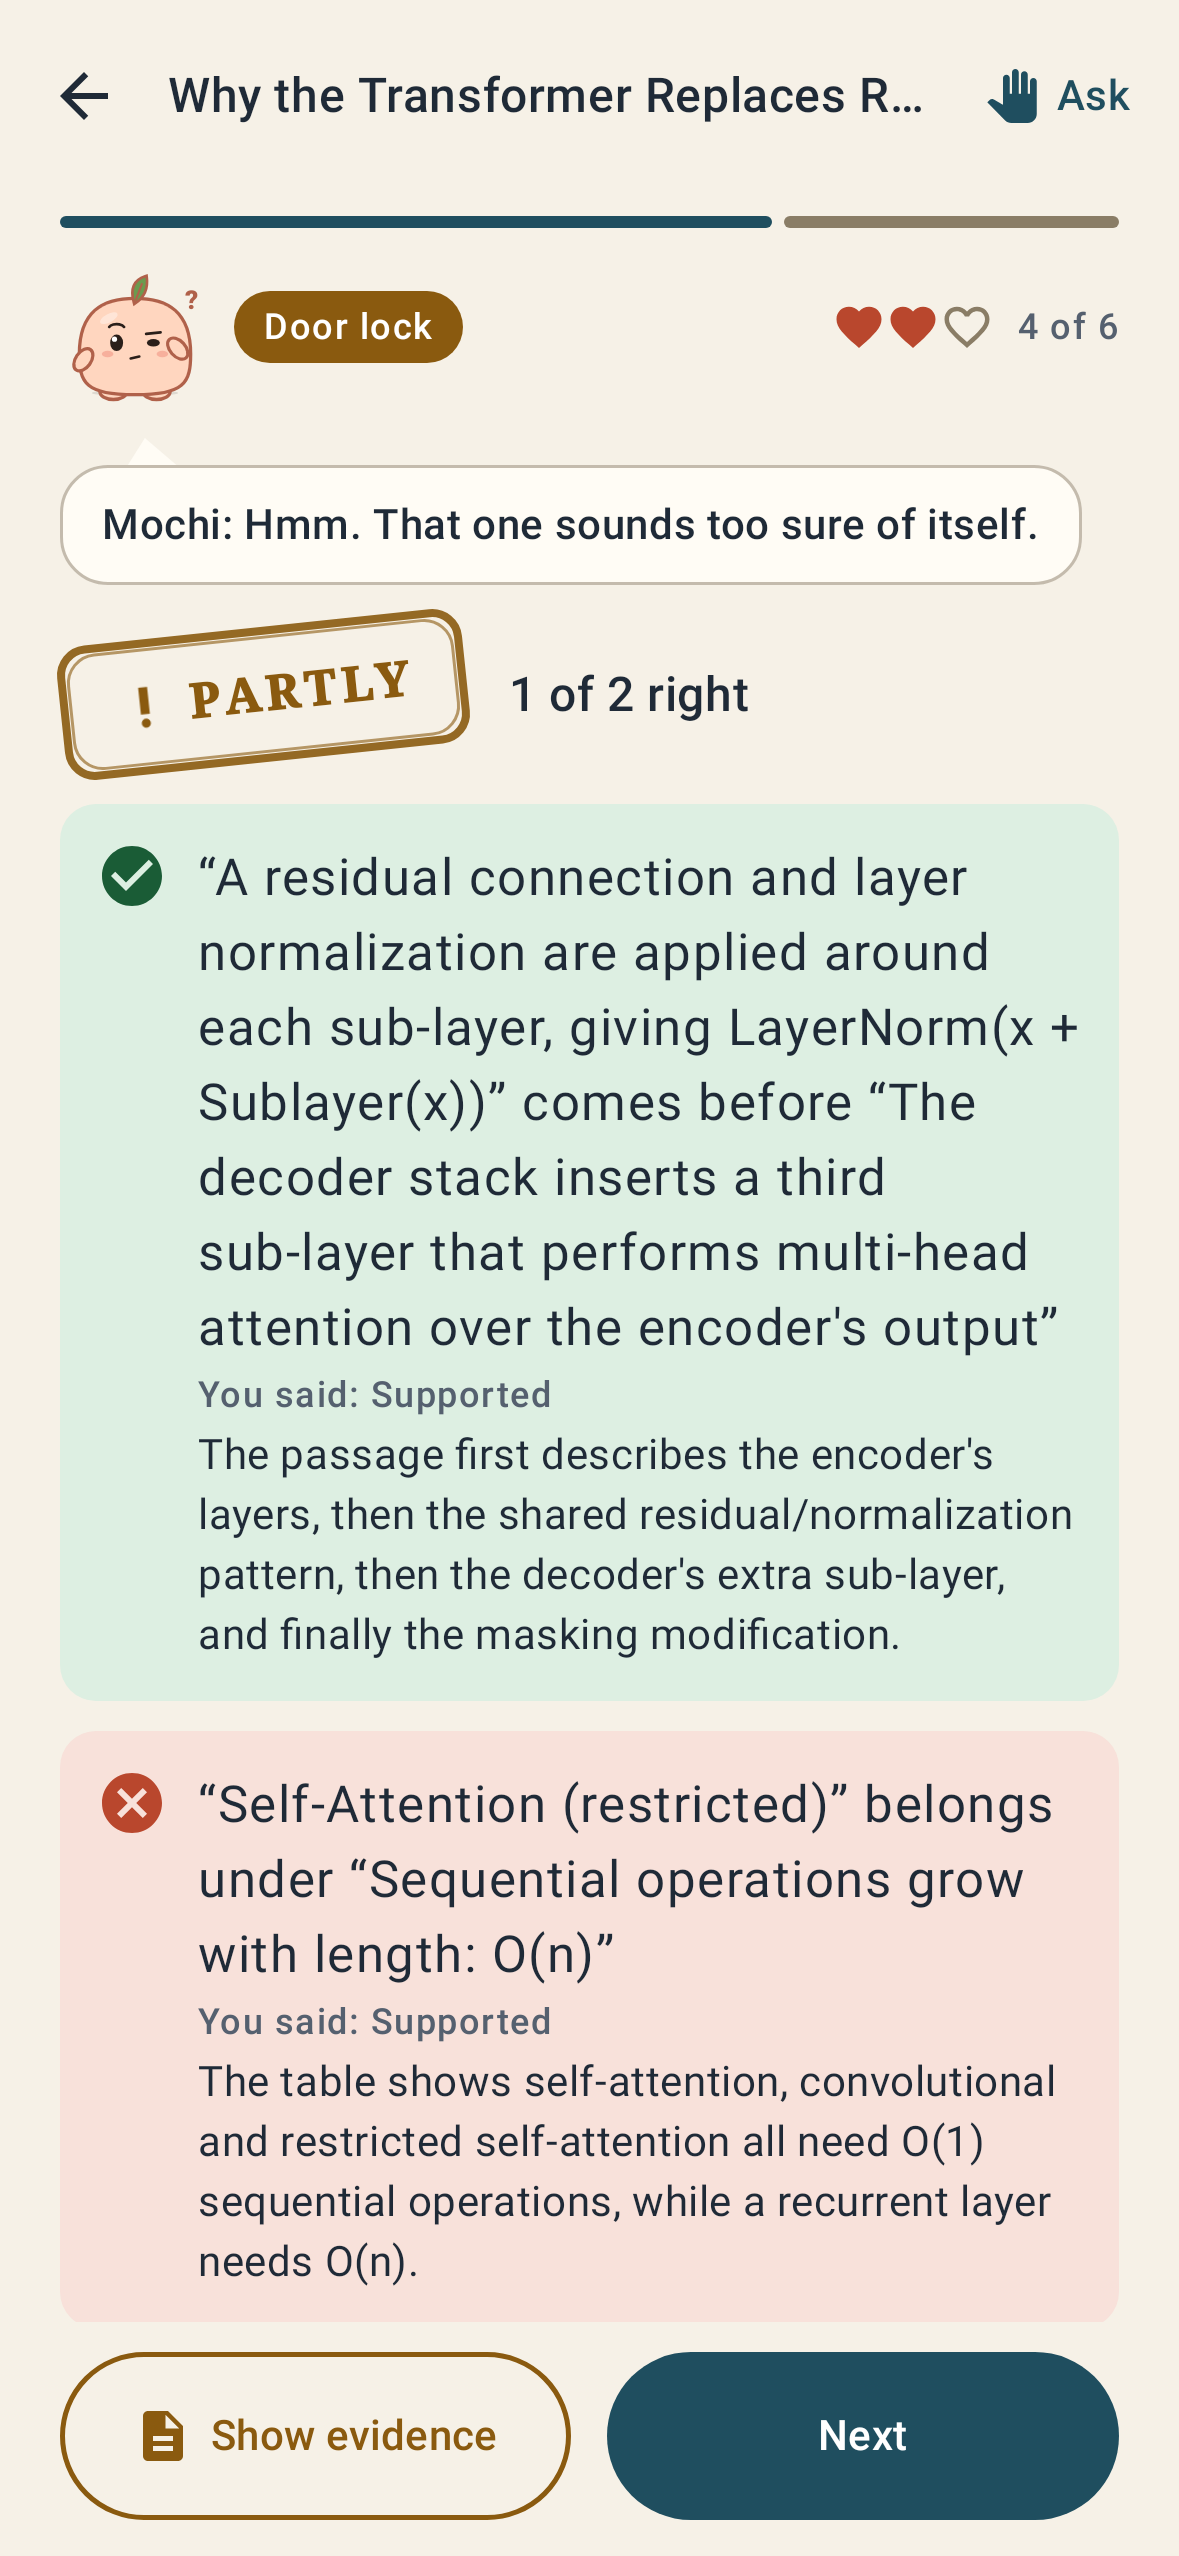 Why the Transformer Replaces R…
Ask
?
Door lock
4 of 6
Mochi: Hmm. That one sounds too sure of itself.
! PARTLY
1 of 2 right
“A residual connection and layer
normalization are applied around
each sub-layer, giving LayerNorm(x +
Sublayer(x))” comes before “The
decoder stack inserts a third
sub-layer that performs multi-head
attention over the encoder's output”
You said: Supported
The passage first describes the encoder's
layers, then the shared residual/normalization
pattern, then the decoder's extra sub-layer,
and finally the masking modification.
“Self-Attention (restricted)” belongs
under “Sequential operations grow
with length: O(n)”
You said: Supported
The table shows self-attention, convolutional
and restricted self-attention all need O(1)
sequential operations, while a recurrent layer
needs O(n).
Show evidence
Next